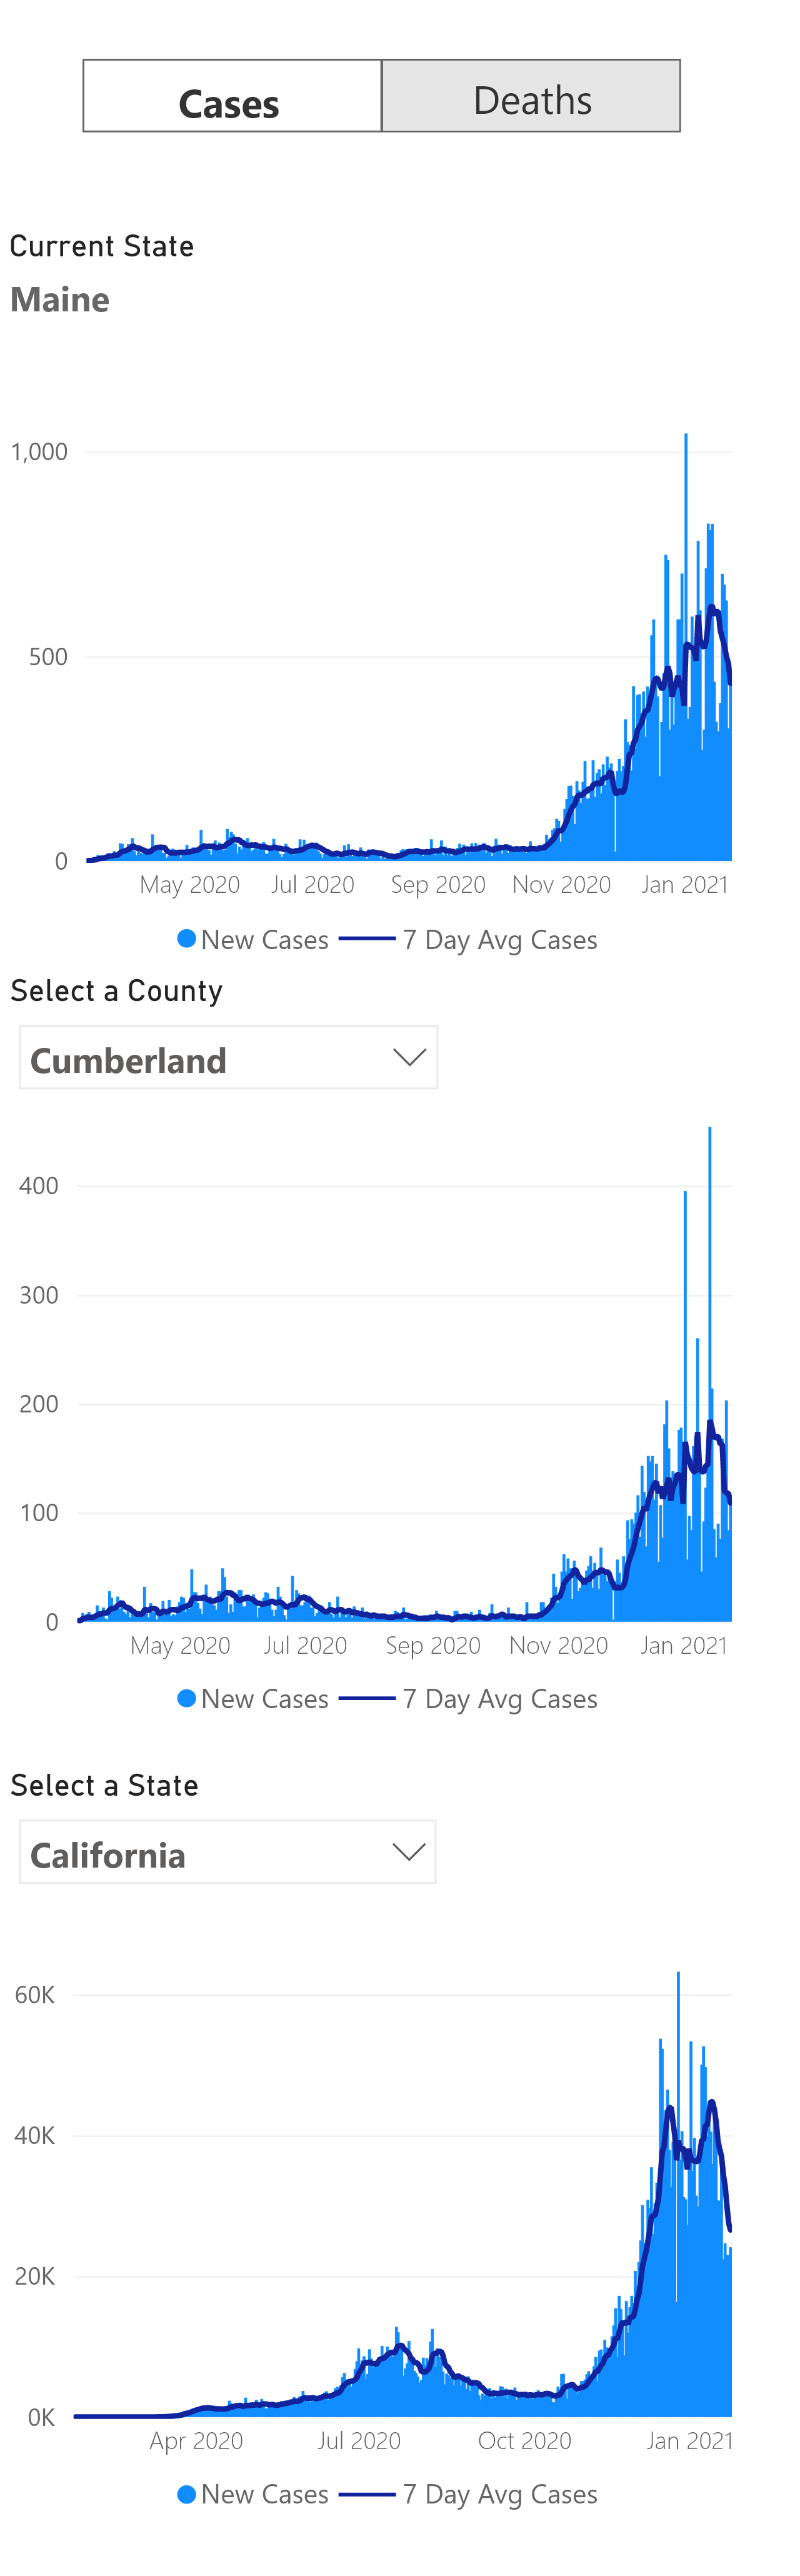 Cases Deaths
Current State
Maine
1,000
500
0
May 2020 Jul 2020 Sep 2020 Nov 2020 Jan 2021
New Cases 7 Day Avg Cases
Select a County
Cumberland
400
300
200
100
0
May 2020 Jul 2020 Sep 2020 Nov 2020 Jan 2021
New Cases 7 Day Avg Cases
Select a State
California
60K
40K
20K
0K
Apr 2020 Jul 2020 Oct 2020 Jan 2021
New Cases 7 Day Avg Cases